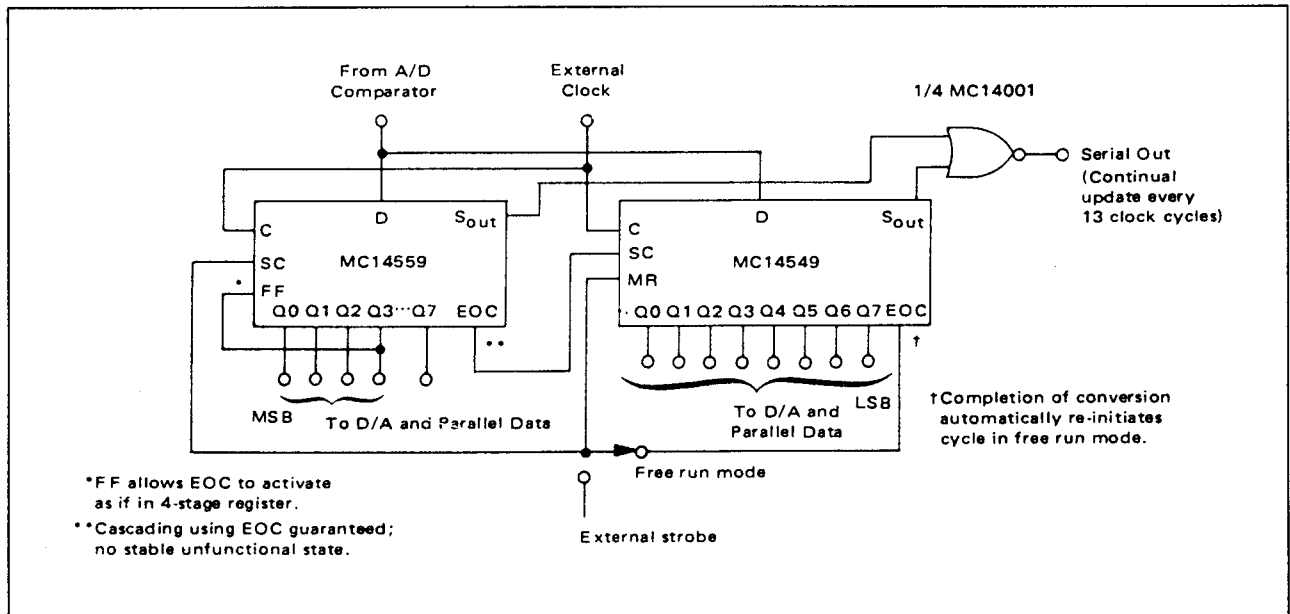 From A/D
Comparator
External
Clock
1/4 MC14001
Serial Out
(Continual
update every
13 clock cycles)
D
Sout
C
SC
* FF
MC14559
Q0 Q1 Q2 Q3···Q7 EOC
**
D
Sout
C
SC
MR
MC14549
Q0 Q1 Q2 Q3 Q4 Q5 Q6 Q7 EOC
†
MSB
To D/A and Parallel Data
To D/A and
Parallel Data
LSB
†Completion of conversion
automatically re-initiates
cycle in free run mode.
Free run mode
External strobe
*FF allows EOC to activate
as if in 4-stage register.
**Cascading using EOC guaranteed;
no stable unfunctional state.